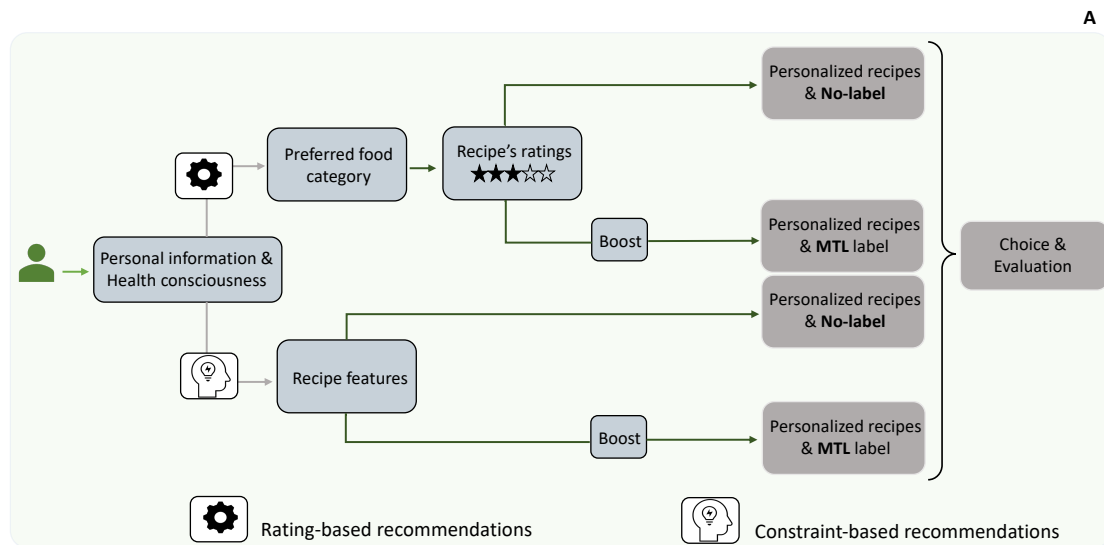 A
Personalized recipes
& No-label
Preferred food
category
Recipe's ratings
Personal information &
Health consciousness
Boost
Personalized recipes
& MTL label
Choice &
Evaluation
Personalized recipes
& No-label
Recipe features
Boost
Personalized recipes
& MTL label
Rating-based recommendations
Constraint-based recommendations